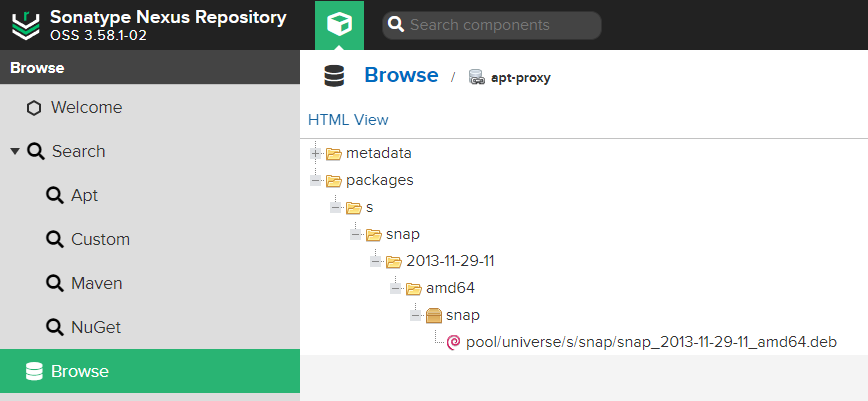 Sonatype Nexus Repository
OSS 3.58.1-02
Search components
Browse
Welcome
Search
Apt
Custom
Maven
NuGet
Browse
Browse / apt-proxy
HTML View
metadata
packages
s
snap
2013-11-29-11
amd64
snap
pool/universe/s/snap/snap_2013-11-29-11_amd64.deb